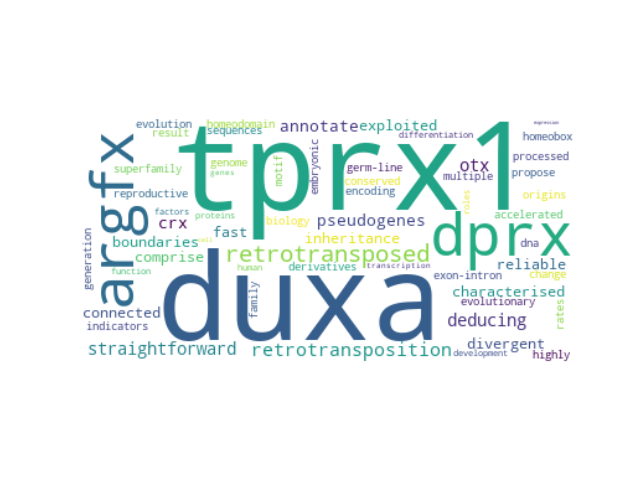 tprx1
duxa
argfx
dprx
evolution
homeodomain
result
sequences
annotate
exploited
differentiation
expression
homeobox
superfamily
genome
genes
motif
embryonic
germ-line
conserved
encoding
otx
multiple
processed
propose
reproductive
factors
crx
proteins
fast
biology
pseudogenes
roles
origins
accelerated
boundaries
comprise
function
cell
inheritance
retrotransposed
human
derivatives
transcription
dna
reliable
exon-intron
change
generation
connected
indicators
family
characterised
evolutionary
deducing
rates
straightforward
retrotransposition
divergent
development
highly